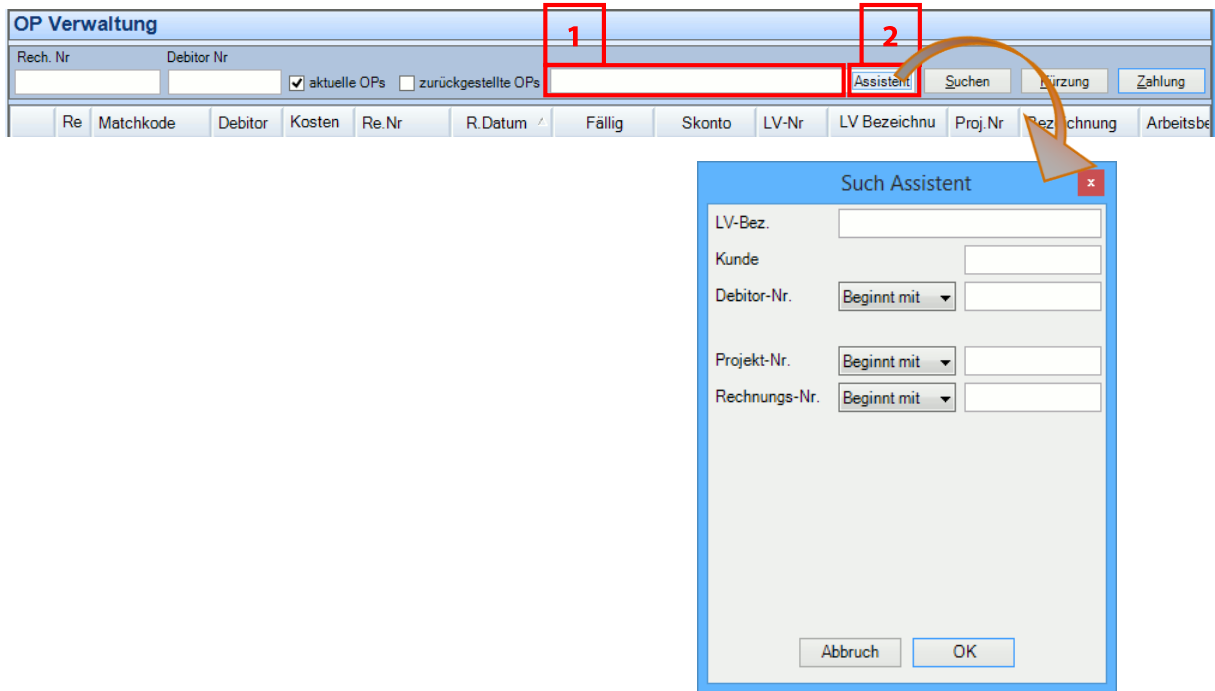 OP Verwaltung
1
2
Rech. Nr Debitor Nr
aktuelle OPs zurückgestellte OPs Assistent Suchen Kürzung Zahlung
Re Matchkode Debitor Kosten Re.Nr R.Datum Fällig Skonto LV-Nr LV Bezeichnu Proj.Nr Bezeichnung Arbeitsbe
Such Assistent
x
LV-Bez.
Kunde
Debitor-Nr. Beginnt mit
Projekt-Nr. Beginnt mit
Rechnungs-Nr. Beginnt mit
Abbruch OK